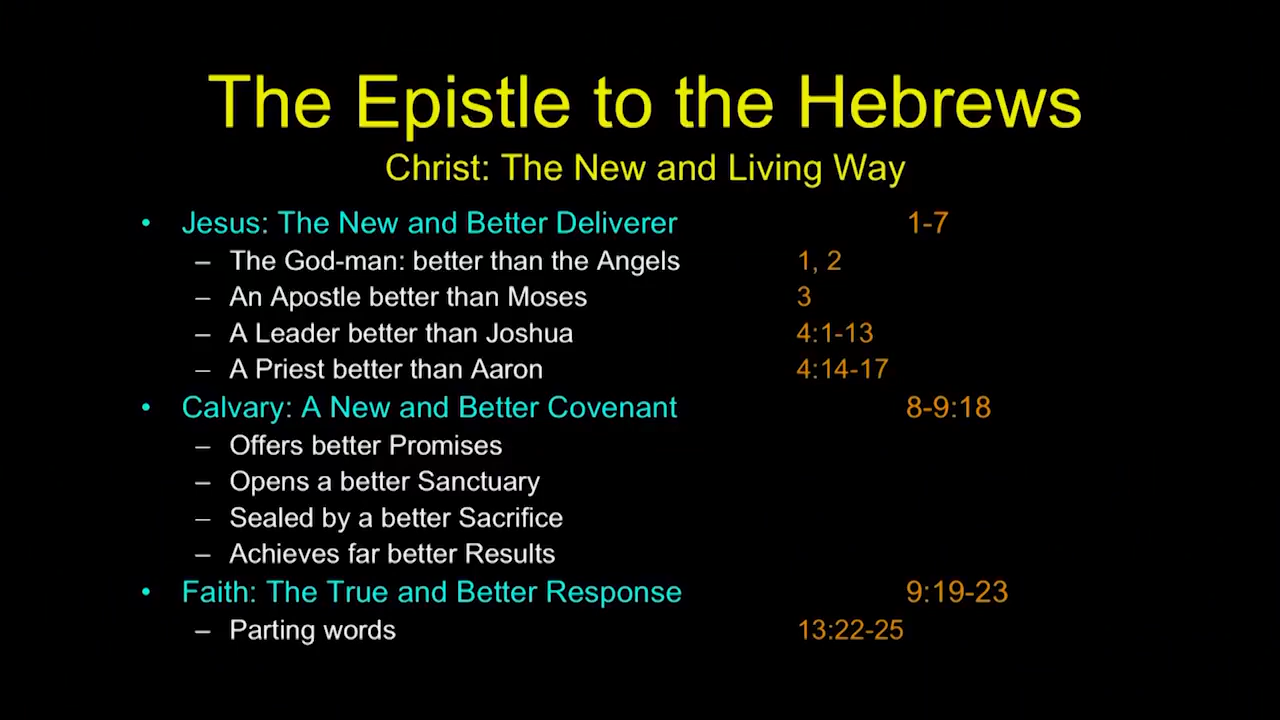 The Epistle to the Hebrews
Christ: The New and Living Way
• Jesus: The New and Better Deliverer 1-7
– The God-man: better than the Angels 1, 2
– An Apostle better than Moses 3
– A Leader better than Joshua 4:1-13
– A Priest better than Aaron 4:14-17
• Calvary: A New and Better Covenant 8-9:18
– Offers better Promises
– Opens a better Sanctuary
– Sealed by a better Sacrifice
– Achieves far better Results
• Faith: The True and Better Response 9:19-23
– Parting words 13:22-25